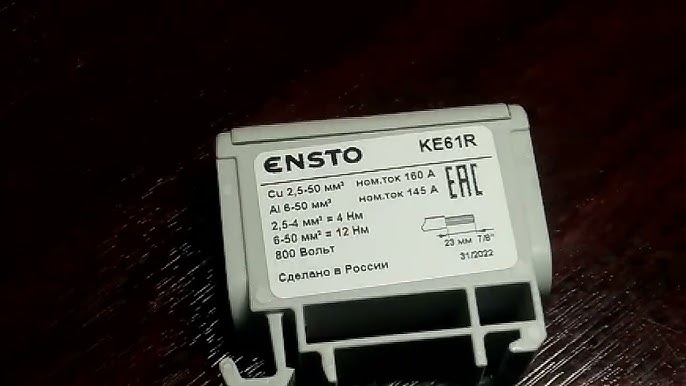 ENSTO KE61R
Cu 2,5-50 мм² ном.ток 160 А
Al 6-50 мм² ном.ток 145 А
EAC
2,5-4 мм² = 4 Нм
6-50 мм² = 12 Нм
800 Вольт
23 мм 7/8"
31/2022
Сделано в России